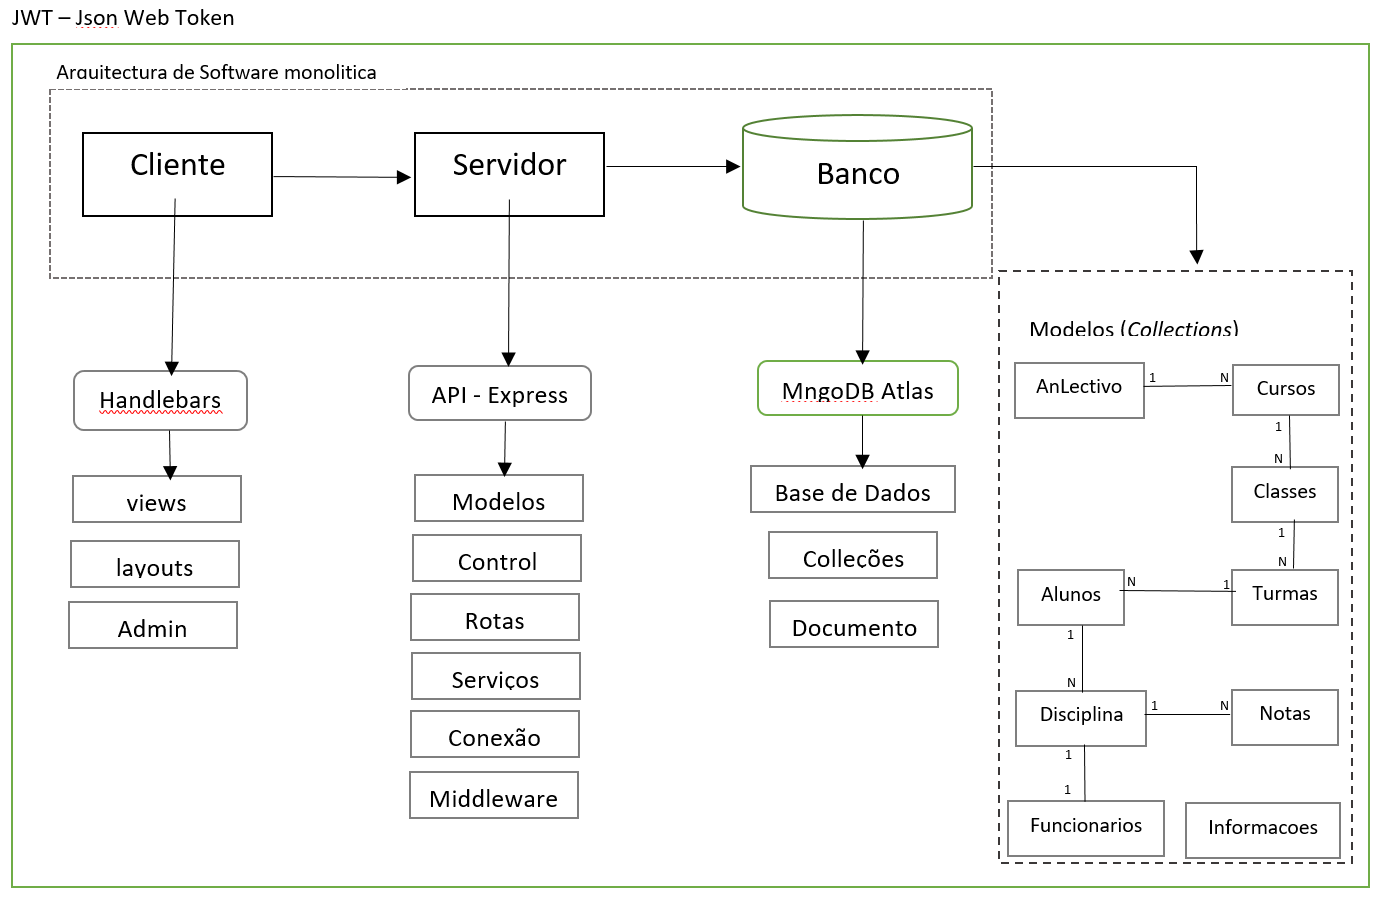 JWT – Json Web Token
Arquitectura de Software monolitica
Cliente
Servidor
Banco
Handlebars
views
layouts
Admin
API - Express
Modelos
Control
Rotas
Serviços
Conexão
Middleware
MngoDB Atlas
Base de Dados
Colleções
Documento
Modelos (Collections)
AnLectivo
1
N
Cursos
1
N
Classes
1
N
Alunos
N
1
Turmas
1
N
Disciplina
1
N
Notas
1
1
Funcionarios
Informacoes